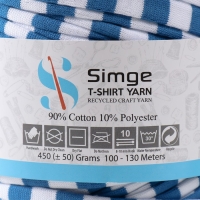 Simge
T-SHIRT YARN
RECYCLED CRAFT YARN
90% Cotton 10% Polyester
10
450 (± 50) Grams 100 - 130 Meters